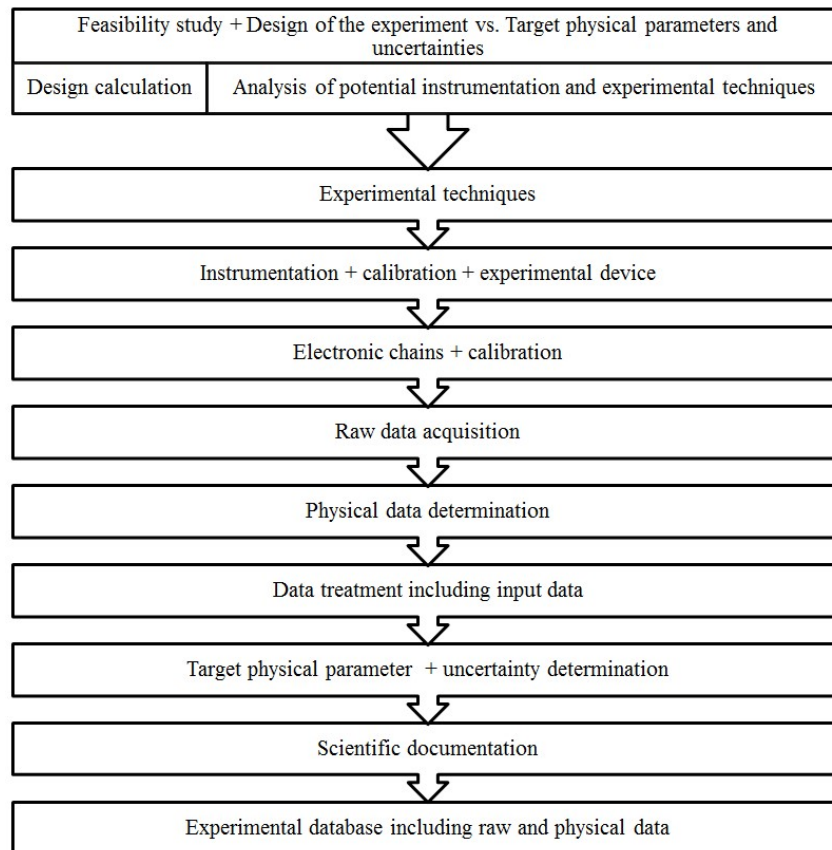 Feasibility study + Design of the experiment vs. Target physical parameters and
uncertainties
Design calculation
Analysis of potential instrumentation and experimental techniques
Experimental techniques
Instrumentation + calibration + experimental device
Electronic chains + calibration
Raw data acquisition
Physical data determination
Data treatment including input data
Target physical parameter + uncertainty determination
Scientific documentation
Experimental database including raw and physical data